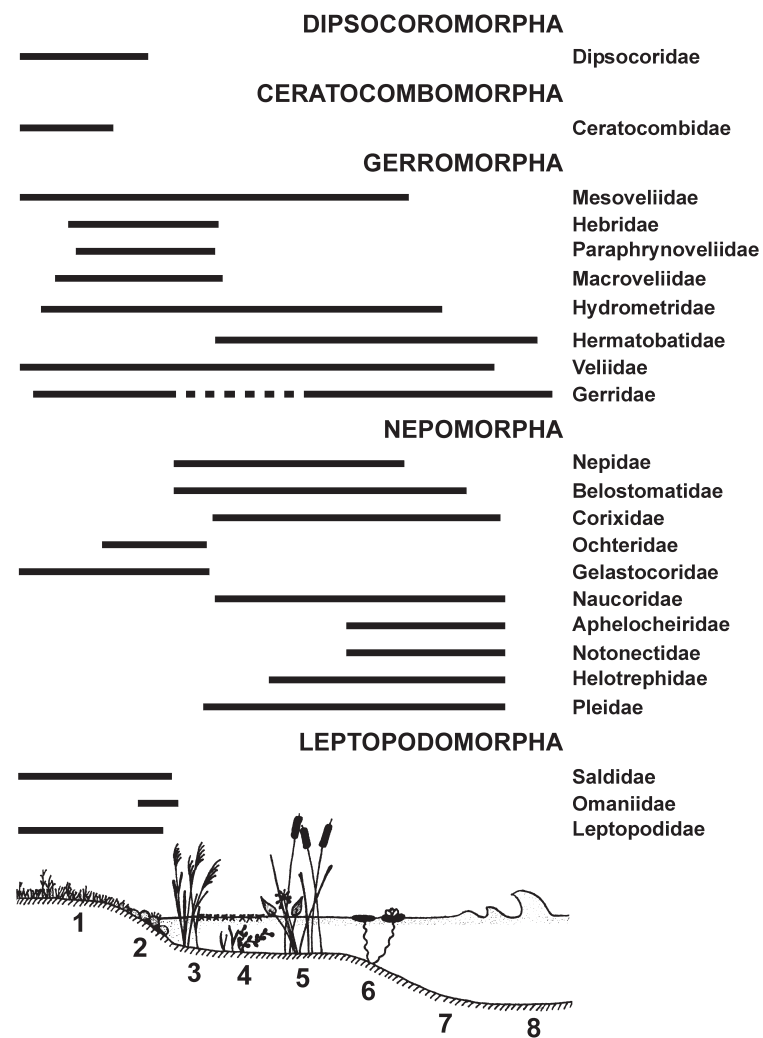 DIPSOCOROMORPHA
Dipsocoridae
CERATOCOMBOMORPHA
Ceratocombidae
GERROMORPHA
Mesoveliidae
Hebridae
Paraphrynoveliidae
Macroveliidae
Hydrometridae
Hermatobatidae
Veliidae
Gerridae
NEPOMORPHA
Nepidae
Belostomatidae
Corixidae
Ochteridae
Gelastocoridae
Naucoridae
Aphelocheiridae
Notonectidae
Helotrephidae
Pleidae
LEPTOPODOMORPHA
Saldidae
Omaniidae
Leptopodidae
1
2
3
4
5
6
7
8